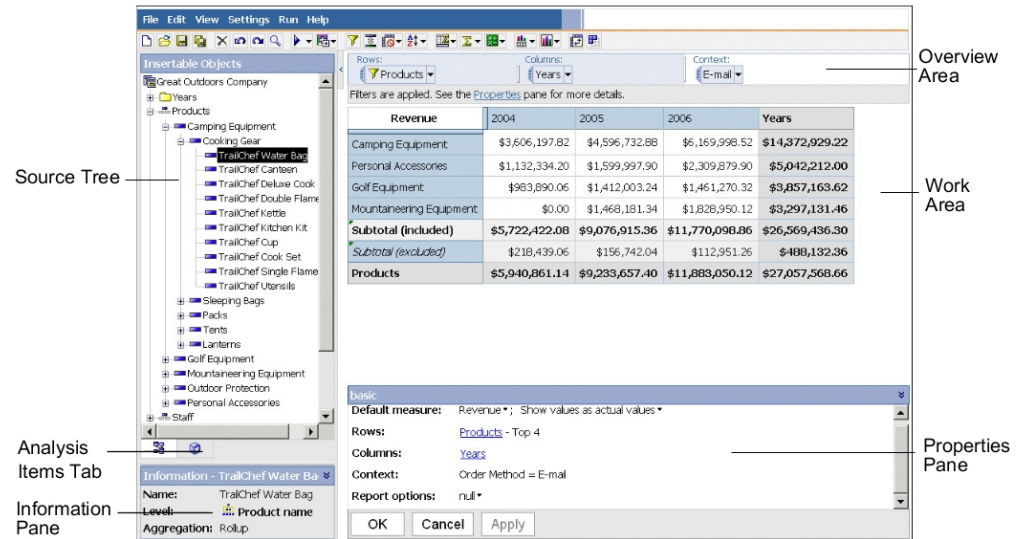 File Edit View Settings Run Help
Insertable Objects
Great Outdoors Company
Years
Products
Camping Equipment
Cooking Gear
TrailChef Water Bag
TrailChef Canteen
TrailChef Deluxe Cook
TrailChef Double Flame
TrailChef Kettle
TrailChef Kitchen Kit
TrailChef Cup
TrailChef Cook Set
TrailChef Single Flame
TrailChef Utensils
Sleeping Bags
Packs
Tents
Lanterns
Golf Equipment
Mountaineering Equipment
Outdoor Protection
Personal Accessories
Staff
Source Tree
Analysis
Items Tab
Information - TrailChef Water Ba
Name: TrailChef Water Bag
Level: Product name
Aggregation: Rollup
Information
Pane
Rows: Columns: Context:
Products Years E-mail
Filters are applied. See the Properties pane for more details.
Overview
Area
Revenue 2004 2005 2006 Years
Camping Equipment $3,606,197.82 $4,596,732.88 $6,169,998.52 $14,372,929.22
Personal Accessories $1,132,334.20 $1,599,997.90 $2,309,879.90 $5,042,212.00
Golf Equipment $983,890.06 $1,412,003.24 $1,461,270.32 $3,857,163.62
Mountaineering Equipment $0.00 $1,468,181.34 $1,828,950.12 $3,297,131.46
Subtotal (included) $5,722,422.08 $9,076,915.36 $11,770,098.86 $26,569,436.30
Subtotal (excluded) $218,439.06 $156,742.04 $112,951.26 $488,132.36
Products $5,940,861.14 $9,233,657.40 $11,883,050.12 $27,057,568.66
Work
Area
basic
Default measure: Revenue ; Show values as actual values
Rows: Products - Top 4
Columns: Years
Context: Order Method = E-mail
Report options: null
OK Cancel Apply
Properties
Pane